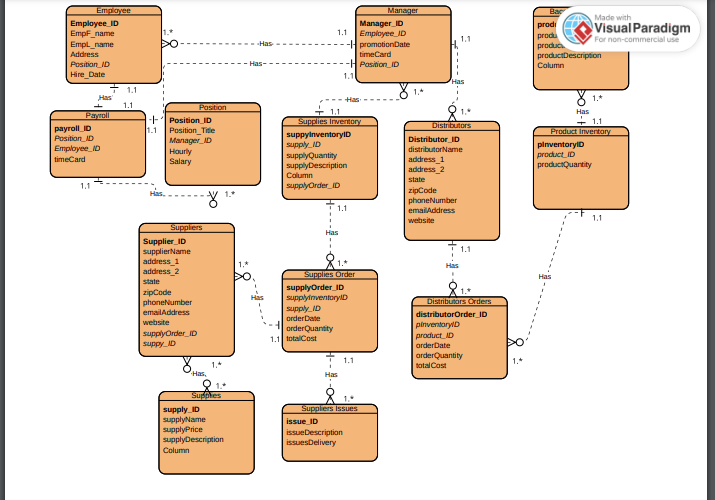 Employee
Employee_ID
EmpF_name
EmpL_name
Address
Position_ID
Hire_Date
1.*
Has
1.1
Has
1.1
1.1
Manager
Manager_ID
Employee_ID
promotionDate
timeCard
Position_ID
1.1
1.*
Has
Has
1.*
Made with
VisualParadigm
For non-commercial use
productDescription
Column
1.*
Has
1.1
1.1
Has
1.1
1.1
Payroll
payroll_ID
Position_ID
Employee_ID
timeCard
1.1
Has
1.*
Position
Position_ID
Position_Title
Manager_ID
Hourly
Salary
1.1
Supplies Inventory
supplyInventoryID
supply_ID
supplyQuantity
supplyDescription
Column
supplyOrder_ID
1.1
Has
1.*
Distributors
Distributor_ID
distributorName
address_1
address_2
state
zipCode
phoneNumber
emailAddress
website
1.1
Has
1.*
Product Inventory
pInventoryID
product_ID
productQuantity
1.1
Has
1.*
Suppliers
Supplier_ID
supplierName
address_1
address_2
state
zipCode
phoneNumber
emailAddress
website
supplyOrder_ID
suppy_ID
1.*
Has
1.1
1.*
Has
1.*
Supplies Order
supplyOrder_ID
supplyInventoryID
supply_ID
orderDate
orderQuantity
totalCost
1.1
Has
1.*
Distributors Orders
distributorOrder_ID
pInventoryID
product_ID
orderDate
orderQuantity
totalCost
Supplies
supply_ID
supplyName
supplyPrice
supplyDescription
Column
Suppliers Issues
issue_ID
issueDescription
issuesDelivery